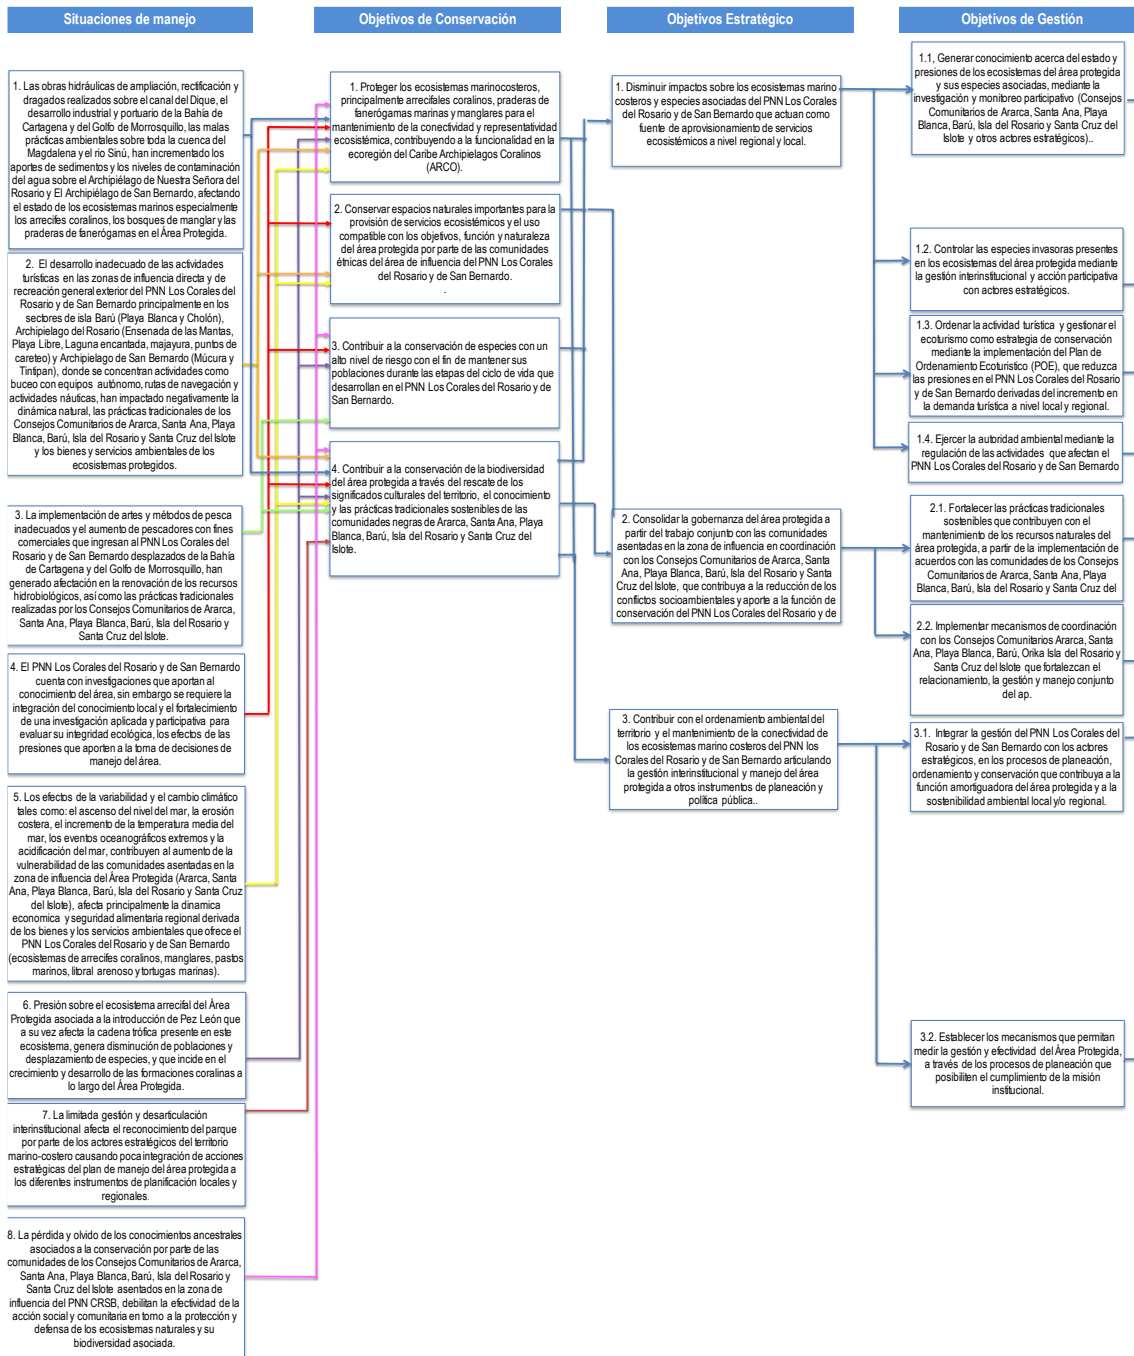 Situaciones de manejo
1. Las obras hidráulicas de ampliación, rectificación y
dragados realizados sobre el canal del Dique, el
desarrollo industrial y portuario de la Bahía de
Cartagena y del Golfo de Morrosquillo, las malas
prácticas ambientales sobre toda la cuenca del
Magdalena y el rio Sinú, han incrementado los
aportes de sedimentos y los niveles de contaminación
del agua sobre el Archipiélago de Nuestra Señora del
Rosario y El Archipiélago de San Bernardo, afectando
el estado de los ecosistemas marinos especialmente
los arrecifes coralinos, los bosques de manglar y las
praderas de fanerógamas en el Área Protegida.
2. El desarrollo inadecuado de las actividades
turísticas en las zonas de influencia directa y de
recreación general exterior del PNN Los Corales del
Rosario y de San Bernardo principalmente en los
sectores de isla Barú (Playa Blanca y Cholón),
Archipielago del Rosario (Ensenada de las Mantas,
Playa Libre, Laguna encantada, majayura, puntos de
careteo) y Archipielago de San Bernardo (Múcura y
Tintipan), donde se concentran actividades como
buceo con equipos autónomo, rutas de navegación y
actividades náuticas, han impactado negativamente la
dinámica natural, las prácticas tradicionales de los
Consejos Comunitarios de Ararca, Santa Ana, Playa
Blanca, Barú, Isla del Rosario y Santa Cruz del Islote
y los bienes y servicios ambientales de los
ecosistemas protegidos.
3. La implementación de artes y métodos de pesca
inadecuados y el aumento de pescadores con fines
comerciales que ingresan al PNN Los Corales del
Rosario y de San Bernardo desplazados de la Bahía
de Cartagena y del Golfo de Morrosquillo, han
generado afectación en la renovación de los recursos
hidrobiológicos, así como las prácticas tradicionales
realizadas por los Consejos Comunitarios de Ararca,
Santa Ana, Playa Blanca, Barú, Isla del Rosario y
Santa Cruz del Islote.
4. El PNN Los Corales del Rosario y de San Bernardo
cuenta con investigaciones que aportan al
conocimiento del área, sin embargo se requiere la
integración del conocimiento local y el fortalecimiento
de una investigación aplicada y participativa para
evaluar su integridad ecológica, los efectos de las
presiones que aporten a la toma de decisiones de
manejo del área.
5. Los efectos de la variabilidad y el cambio climático
tales como: el ascenso del nivel del mar, la erosión
costera, el incremento de la temperatura media del
mar, los eventos oceanográficos extremos y la
acidificación del mar, contribuyen al aumento de la
vulnerabilidad de las comunidades asentadas en la
zona de influencia del Área Protegida (Ararca, Santa
Ana, Playa Blanca, Barú, Isla del Rosario y Santa Cruz
del Islote), afecta principalmente la dinamica
economica y seguridad alimentaria regional derivada
de los bienes y los servicios ambientales que ofrece el
PNN Los Corales del Rosario y de San Bernardo
(ecosistemas de arrecifes coralinos, manglares, pastos
marinos, litoral arenoso y tortugas marinas).
6. Presión sobre el ecosistema arrecifal del Área
Protegida asociada a la introducción de Pez León que
a su vez afecta la cadena trófica presente en este
ecosistema, genera disminución de poblaciones y
desplazamiento de especies, y que incide en el
crecimiento y desarrollo de las formaciones coralinas a
lo largo del Área Protegida.
7. La limitada gestión y desarticulación
interinstitucional afecta el reconocimiento del parque
por parte de los actores estratégicos del territorio
marino-costero causando poca integración de acciones
estratégicas del plan de manejo del área protegida a
los diferentes instrumentos de planificación locales y
regionales.
8. La pérdida y olvido de los conocimientos ancestrales
asociados a la conservación por parte de las
comunidades de los Consejos Comunitarios de Ararca,
Santa Ana, Playa Blanca, Barú, Isla del Rosario y
Santa Cruz del Islote asentados en la zona de
influencia del PNN CRSB, debilitan la efectividad de la
acción social y comunitaria en torno a la protección y
defensa de los ecosistemas naturales y su
biodiversidad asociada.
Objetivos de Conservación
1. Proteger los ecosistemas marinocosteros,
principalmente arrecifales coralinos, praderas de
fanerógamas marinas y manglares para el
mantenimiento de la conectividad y representatividad
ecosistémica, contribuyendo a la funcionalidad en la
ecoregión del Caribe Archipielagos Coralinos
(ARCO).
2. Conservar espacios naturales importantes para la
provisión de servicios ecosistémicos y el uso
compatible con los objetivos, función y naturaleza
del área protegida por parte de las comunidades
étnicas del área de influencia del PNN Los Corales
del Rosario y de San Bernardo.
.
3. Contribuir a la conservación de especies con un
alto nivel de riesgo con el fin de mantener sus
poblaciones durante las etapas del ciclo de vida que
desarrollan en el PNN Los Corales del Rosario y de
San Bernardo.
4. Contribuir a la conservación de la biodiversidad
del área protegida a través del rescate de los
significados culturales del territorio, el conocimiento
y las prácticas tradicionales sostenibles de las
comunidades negras de Ararca, Santa Ana, Playa
Blanca, Barú, Isla del Rosario y Santa Cruz del
Islote.
Objetivos Estratégico
1. Disminuir impactos sobre los ecosistemas marino
costeros y especies asociadas del PNN Los Corales
del Rosario y de San Bernardo que actuan como
fuente de aprovisionamiento de servicios
ecosistémicos a nivel regional y local.
2. Consolidar la gobernanza del área protegida a
partir del trabajo conjunto con las comunidades
asentadas en la zona de influencia en coordinación
con los Consejos Comunitarios de Ararca, Santa
Ana, Playa Blanca, Barú, Isla del Rosario y Santa
Cruz del Islote, que contribuya a la reducción de los
conflictos socioambientales y aporte a la función de
conservación del PNN Los Corales del Rosario y de
3. Contribuir con el ordenamiento ambiental del
territorio y el mantenimiento de la conectividad de
los ecosistemas marino costeros del PNN los
Corales del Rosario y de San Bernardo articulando
la gestión interinstitucional y manejo del área
protegida a otros instrumentos de planeación y
política pública..
Objetivos de Gestión
1.1, Generar conocimiento acerca del estado y
presiones de los ecosistemas del área protegida
y sus especies asociadas, mediante la
investigación y monitoreo participativo (Consejos
Comunitarios de Ararca, Santa Ana, Playa
Blanca, Barú, Isla del Rosario y Santa Cruz del
Islote y otros actores estratégicos)..
1.2. Controlar las especies invasoras presentes
en los ecosistemas del área protegida mediante
la gestión interinstitucional y acción participativa
con actores estratégicos.
1.3. Ordenar la actividad turística y gestionar el
ecoturismo como estrategia de conservación
mediante la implementación del Plan de
Ordenamiento Ecoturístico (POE), que reduzca
las presiones en el PNN Los Corales del Rosario
y de San Bernardo derivadas del incremento en
la demanda turística a nivel local y regional.
1.4. Ejercer la autoridad ambiental mediante la
regulación de las actividades que afectan el
PNN Los Corales del Rosario y de San Bernardo
2.1. Fortalecer las prácticas tradicionales
sostenibles que contribuyen con el
mantenimiento de los recursos naturales del
área protegida, a partir de la implementación de
acuerdos con las comunidades de los Consejos
Comunitarios de Ararca, Santa Ana, Playa
Blanca, Barú, Isla del Rosario y Santa Cruz del
2.2. Implementar mecanismos de coordinación
con los Consejos Comunitarios Ararca, Santa
Ana, Playa Blanca, Barú, Orika Isla del Rosario y
Santa Cruz del Islote que fortalezcan el
relacionamiento, la gestión y manejo conjunto
del ap.
3.1. Integrar la gestión del PNN Los Corales del
Rosario y de San Bernardo con los actores
estratégicos, en los procesos de planeación,
ordenamiento y conservación que contribuya a la
función amortiguadora del área protegida y a la
sostenibilidad ambiental local y/o regional.
3.2. Establecer los mecanismos que permitan
medir la gestión y efectividad del Área Protegida,
a través de los procesos de planeación que
posibiliten el cumplimiento de la misión
institucional.